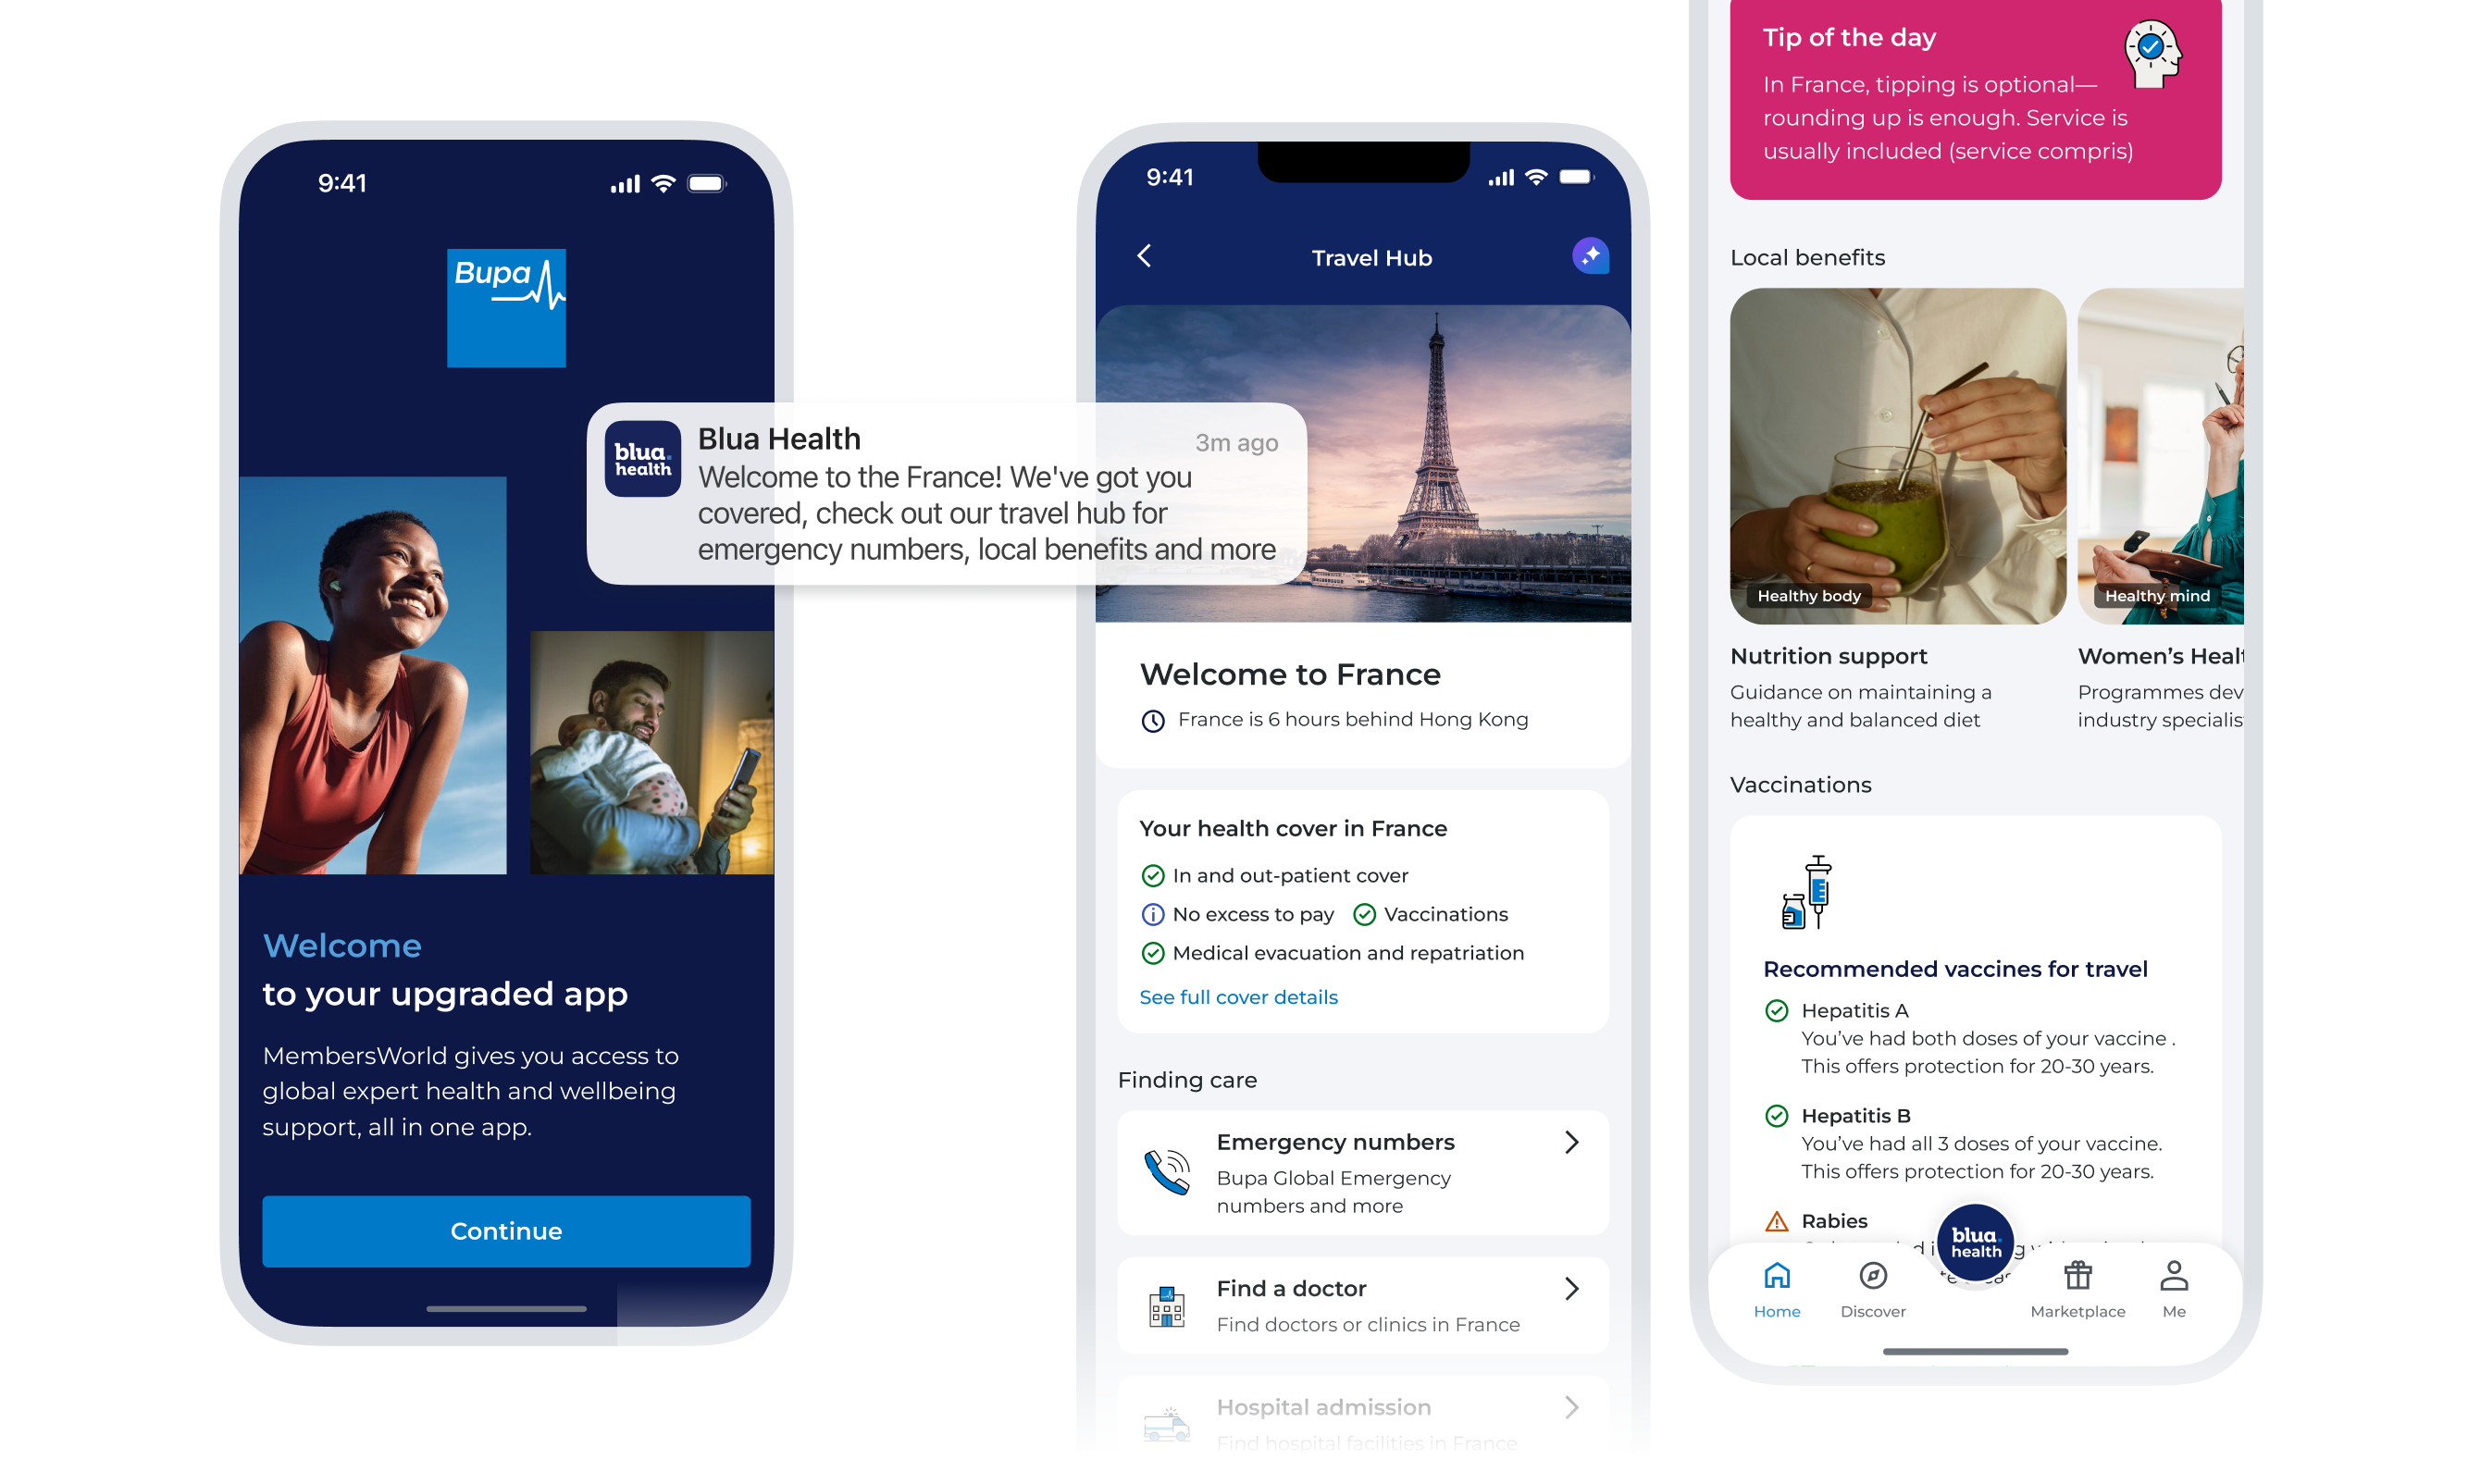 9:41
Bupa
Welcome
to your upgraded app
MembersWorld gives you access to
global expert health and wellbeing
support, all in one app.
Continue
blua
health
Blua Health
3m ago
Welcome to the France! We've got you
covered, check out our travel hub for
emergency numbers, local benefits and more
9:41
Travel Hub
Welcome to France
France is 6 hours behind Hong Kong
Your health cover in France
In and out-patient cover
No excess to pay Vaccinations
Medical evacuation and repatriation
See full cover details
Finding care
Emergency numbers
Bupa Global Emergency
numbers and more
Find a doctor
Find doctors or clinics in France
Hospital admission
Find hospital facilities in France
Tip of the day
In France, tipping is optional—
rounding up is enough. Service is
usually included (service compris)
Local benefits
Healthy body
Nutrition support
Guidance on maintaining a
healthy and balanced diet
Healthy mind
Women’s Healt
Programmes dev
industry specialis
Vaccinations
Recommended vaccines for travel
Hepatitis A
You’ve had both doses of your vaccine .
This offers protection for 20-30 years.
Hepatitis B
You’ve had all 3 doses of your vaccine.
This offers protection for 20-30 years.
Rabies
blua
health
Home
Discover
Marketplace
Me